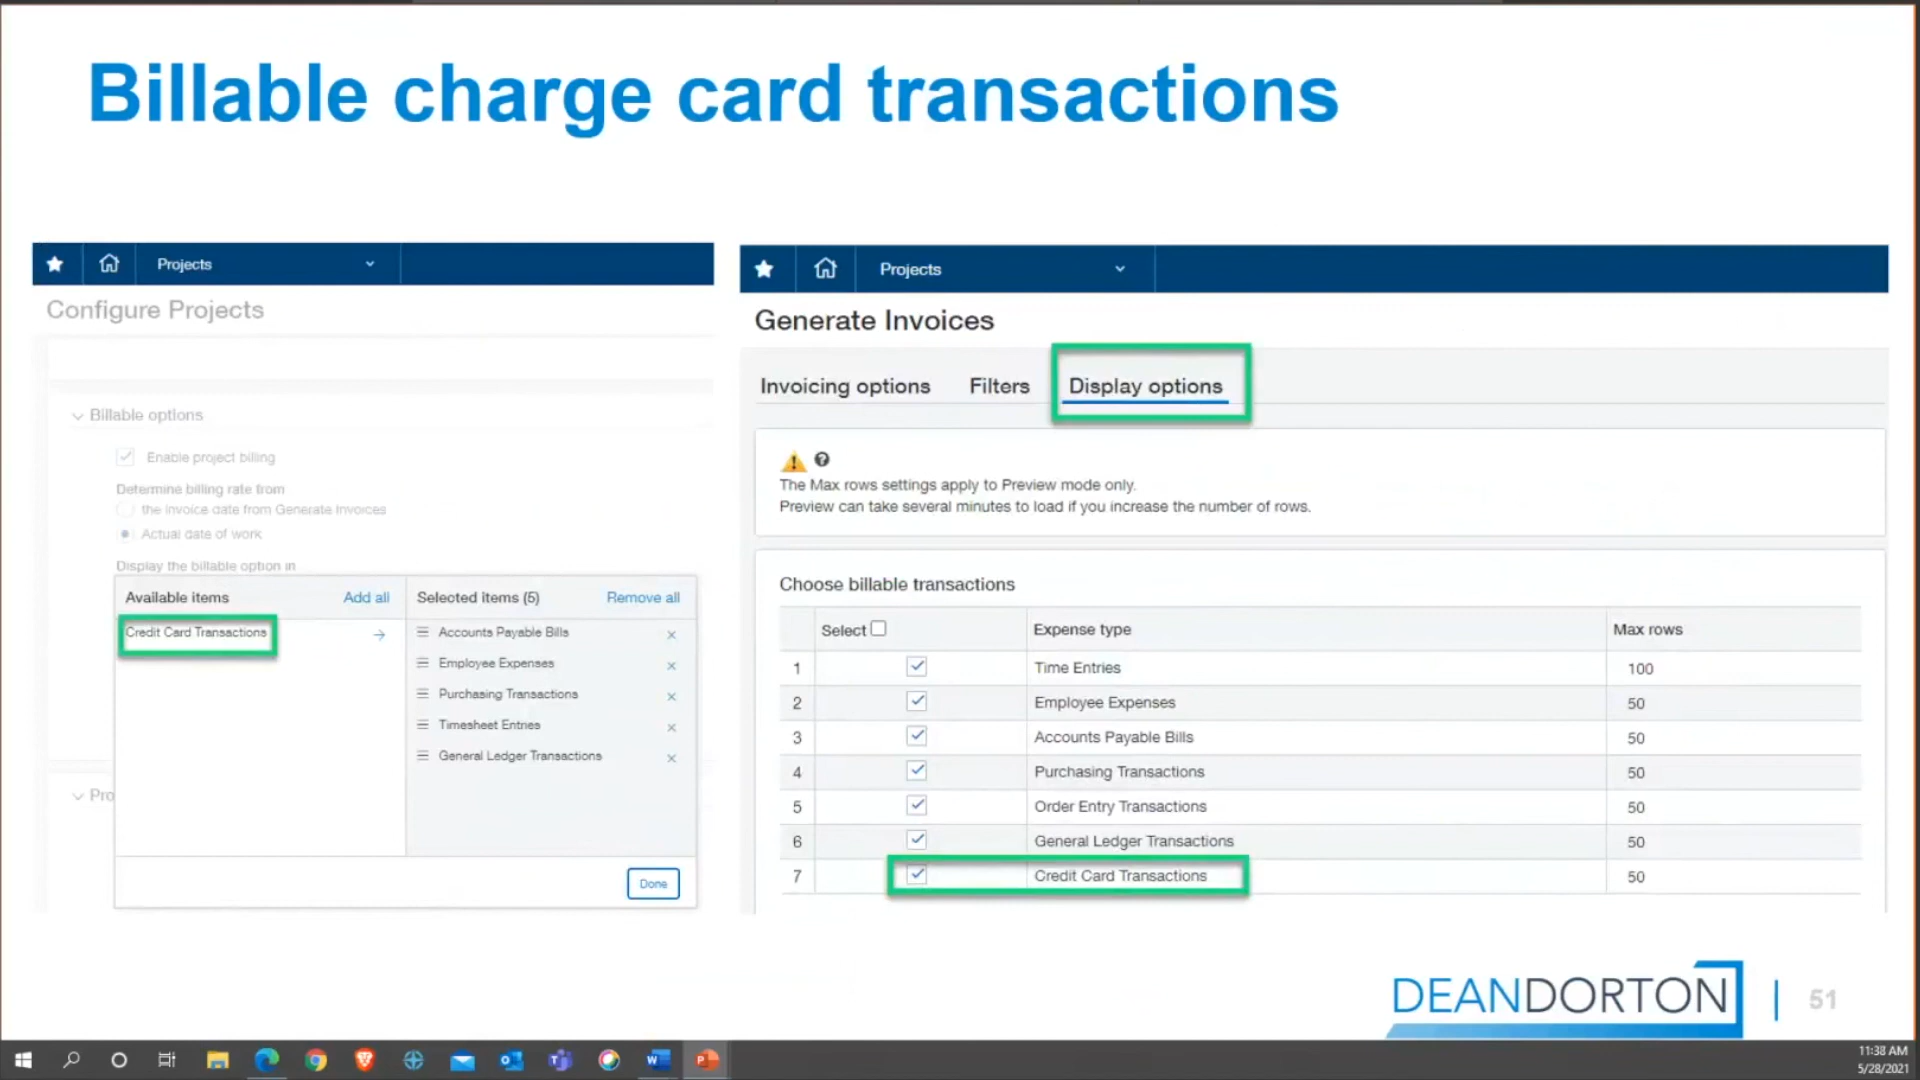 Billable charge card transactions
Projects
Configure Projects
Billable options
Enable project billing
Determine billing rate from
the invoice date from Generate Invoices
Actual date of work
Display the billable option in
Available items
Add all
Selected items (5)
Remove all
Credit Card Transactions
Accounts Payable Bills
Employee Expenses
Purchasing Transactions
Timesheet Entries
General Ledger Transactions
Pro
Done
Projects
Generate Invoices
Invoicing options
Filters
Display options
The Max rows settings apply to Preview mode only.
Preview can take several minutes to load if you increase the number of rows.
Choose billable transactions
Select
Expense type
Max rows
1 Time Entries 100
2 Employee Expenses 50
3 Accounts Payable Bills 50
4 Purchasing Transactions 50
5 Order Entry Transactions 50
6 General Ledger Transactions 50
7 Credit Card Transactions 50
DEANDORTON
51
11:38 AM
5/28/2021